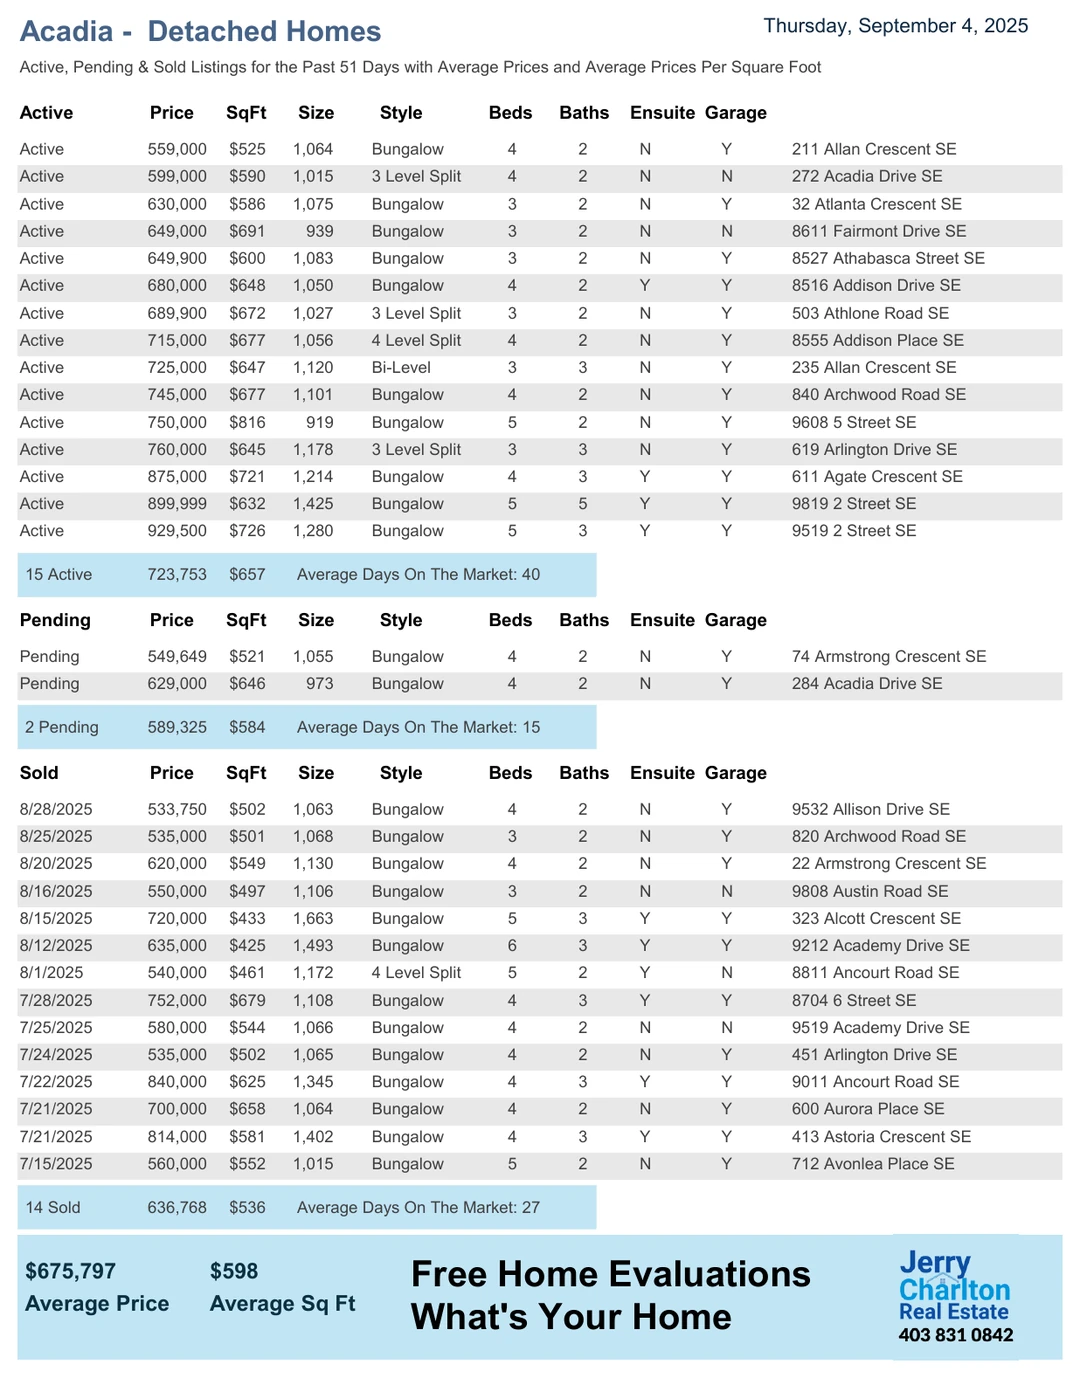 Acadia - Detached Homes
Thursday, September 4, 2025
Active, Pending & Sold Listings for the Past 51 Days with Average Prices and Average Prices Per Square Foot
Active Price SqFt Size Style Beds Baths Ensuite Garage
Active 559,000 $525 1,064 Bungalow 4 2 N Y 211 Allan Crescent SE
Active 599,000 $590 1,015 3 Level Split 4 2 N N 272 Acadia Drive SE
Active 630,000 $586 1,075 Bungalow 3 2 N Y 32 Atlanta Crescent SE
Active 649,000 $691 939 Bungalow 3 2 N N 8611 Fairmont Drive SE
Active 649,900 $600 1,083 Bungalow 3 2 N Y 8527 Athabasca Street SE
Active 680,000 $648 1,050 Bungalow 4 2 Y Y 8516 Addison Drive SE
Active 689,900 $672 1,027 3 Level Split 3 2 N Y 503 Athlone Road SE
Active 715,000 $677 1,056 4 Level Split 4 2 N Y 8555 Addison Place SE
Active 725,000 $647 1,120 Bi-Level 3 3 N Y 235 Allan Crescent SE
Active 745,000 $677 1,101 Bungalow 4 2 N Y 840 Archwood Road SE
Active 750,000 $816 919 Bungalow 5 2 N Y 9608 5 Street SE
Active 760,000 $645 1,178 3 Level Split 3 3 N Y 619 Arlington Drive SE
Active 875,000 $721 1,214 Bungalow 4 3 Y Y 611 Agate Crescent SE
Active 899,999 $632 1,425 Bungalow 5 5 Y Y 9819 2 Street SE
Active 929,500 $726 1,280 Bungalow 5 3 Y Y 9519 2 Street SE
15 Active 723,753 $657 Average Days On The Market: 40
Pending Price SqFt Size Style Beds Baths Ensuite Garage
Pending 549,649 $521 1,055 Bungalow 4 2 N Y 74 Armstrong Crescent SE
Pending 629,000 $646 973 Bungalow 4 2 N Y 284 Acadia Drive SE
2 Pending 589,325 $584 Average Days On The Market: 15
Sold Price SqFt Size Style Beds Baths Ensuite Garage
8/28/2025 533,750 $502 1,063 Bungalow 4 2 N Y 9532 Allison Drive SE
8/25/2025 535,000 $501 1,068 Bungalow 3 2 N Y 820 Archwood Road SE
8/20/2025 620,000 $549 1,130 Bungalow 4 2 N Y 22 Armstrong Crescent SE
8/16/2025 550,000 $497 1,106 Bungalow 3 2 N N 9808 Austin Road SE
8/15/2025 720,000 $433 1,663 Bungalow 5 3 Y Y 323 Alcott Crescent SE
8/12/2025 635,000 $425 1,493 Bungalow 6 3 Y Y 9212 Academy Drive SE
8/1/2025 540,000 $461 1,172 4 Level Split 5 2 Y N 8811 Ancourt Road SE
7/28/2025 752,000 $679 1,108 Bungalow 4 3 Y Y 8704 6 Street SE
7/25/2025 580,000 $544 1,066 Bungalow 4 2 N N 9519 Academy Drive SE
7/24/2025 535,000 $502 1,065 Bungalow 4 2 N Y 451 Arlington Drive SE
7/22/2025 840,000 $625 1,345 Bungalow 4 3 Y Y 9011 Ancourt Road SE
7/21/2025 700,000 $658 1,064 Bungalow 4 2 N Y 600 Aurora Place SE
7/21/2025 814,000 $581 1,402 Bungalow 4 3 Y Y 413 Astoria Crescent SE
7/15/2025 560,000 $552 1,015 Bungalow 5 2 N Y 712 Avonlea Place SE
14 Sold 636,768 $536 Average Days On The Market: 27
$675,797 $598
Average Price Average Sq Ft
Free Home Evaluations
What's Your Home
Jerry
Charlton
Real Estate
403 831 0842